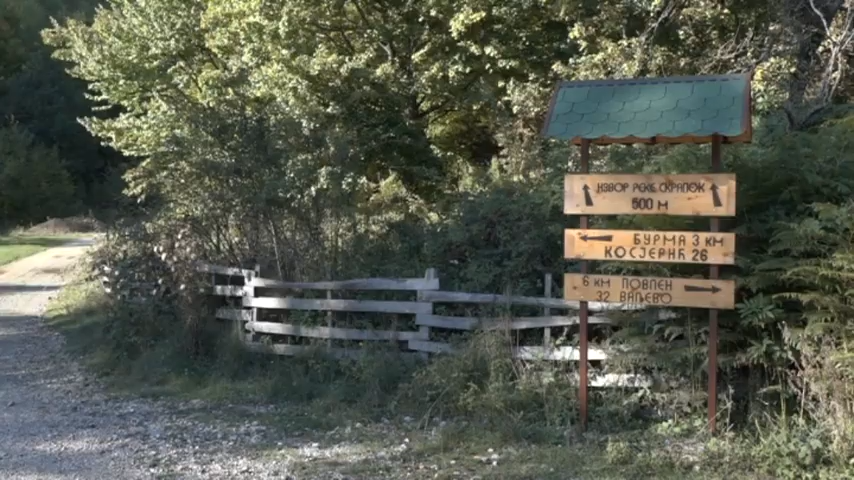 ИЗВОР РЕКЕ СКРАПЕЖ
500 М
БУРМА 3 КМ
КОСЈЕРИЋ 26
6 КМ ПОВЛЕН
32 ВАЉЕВО